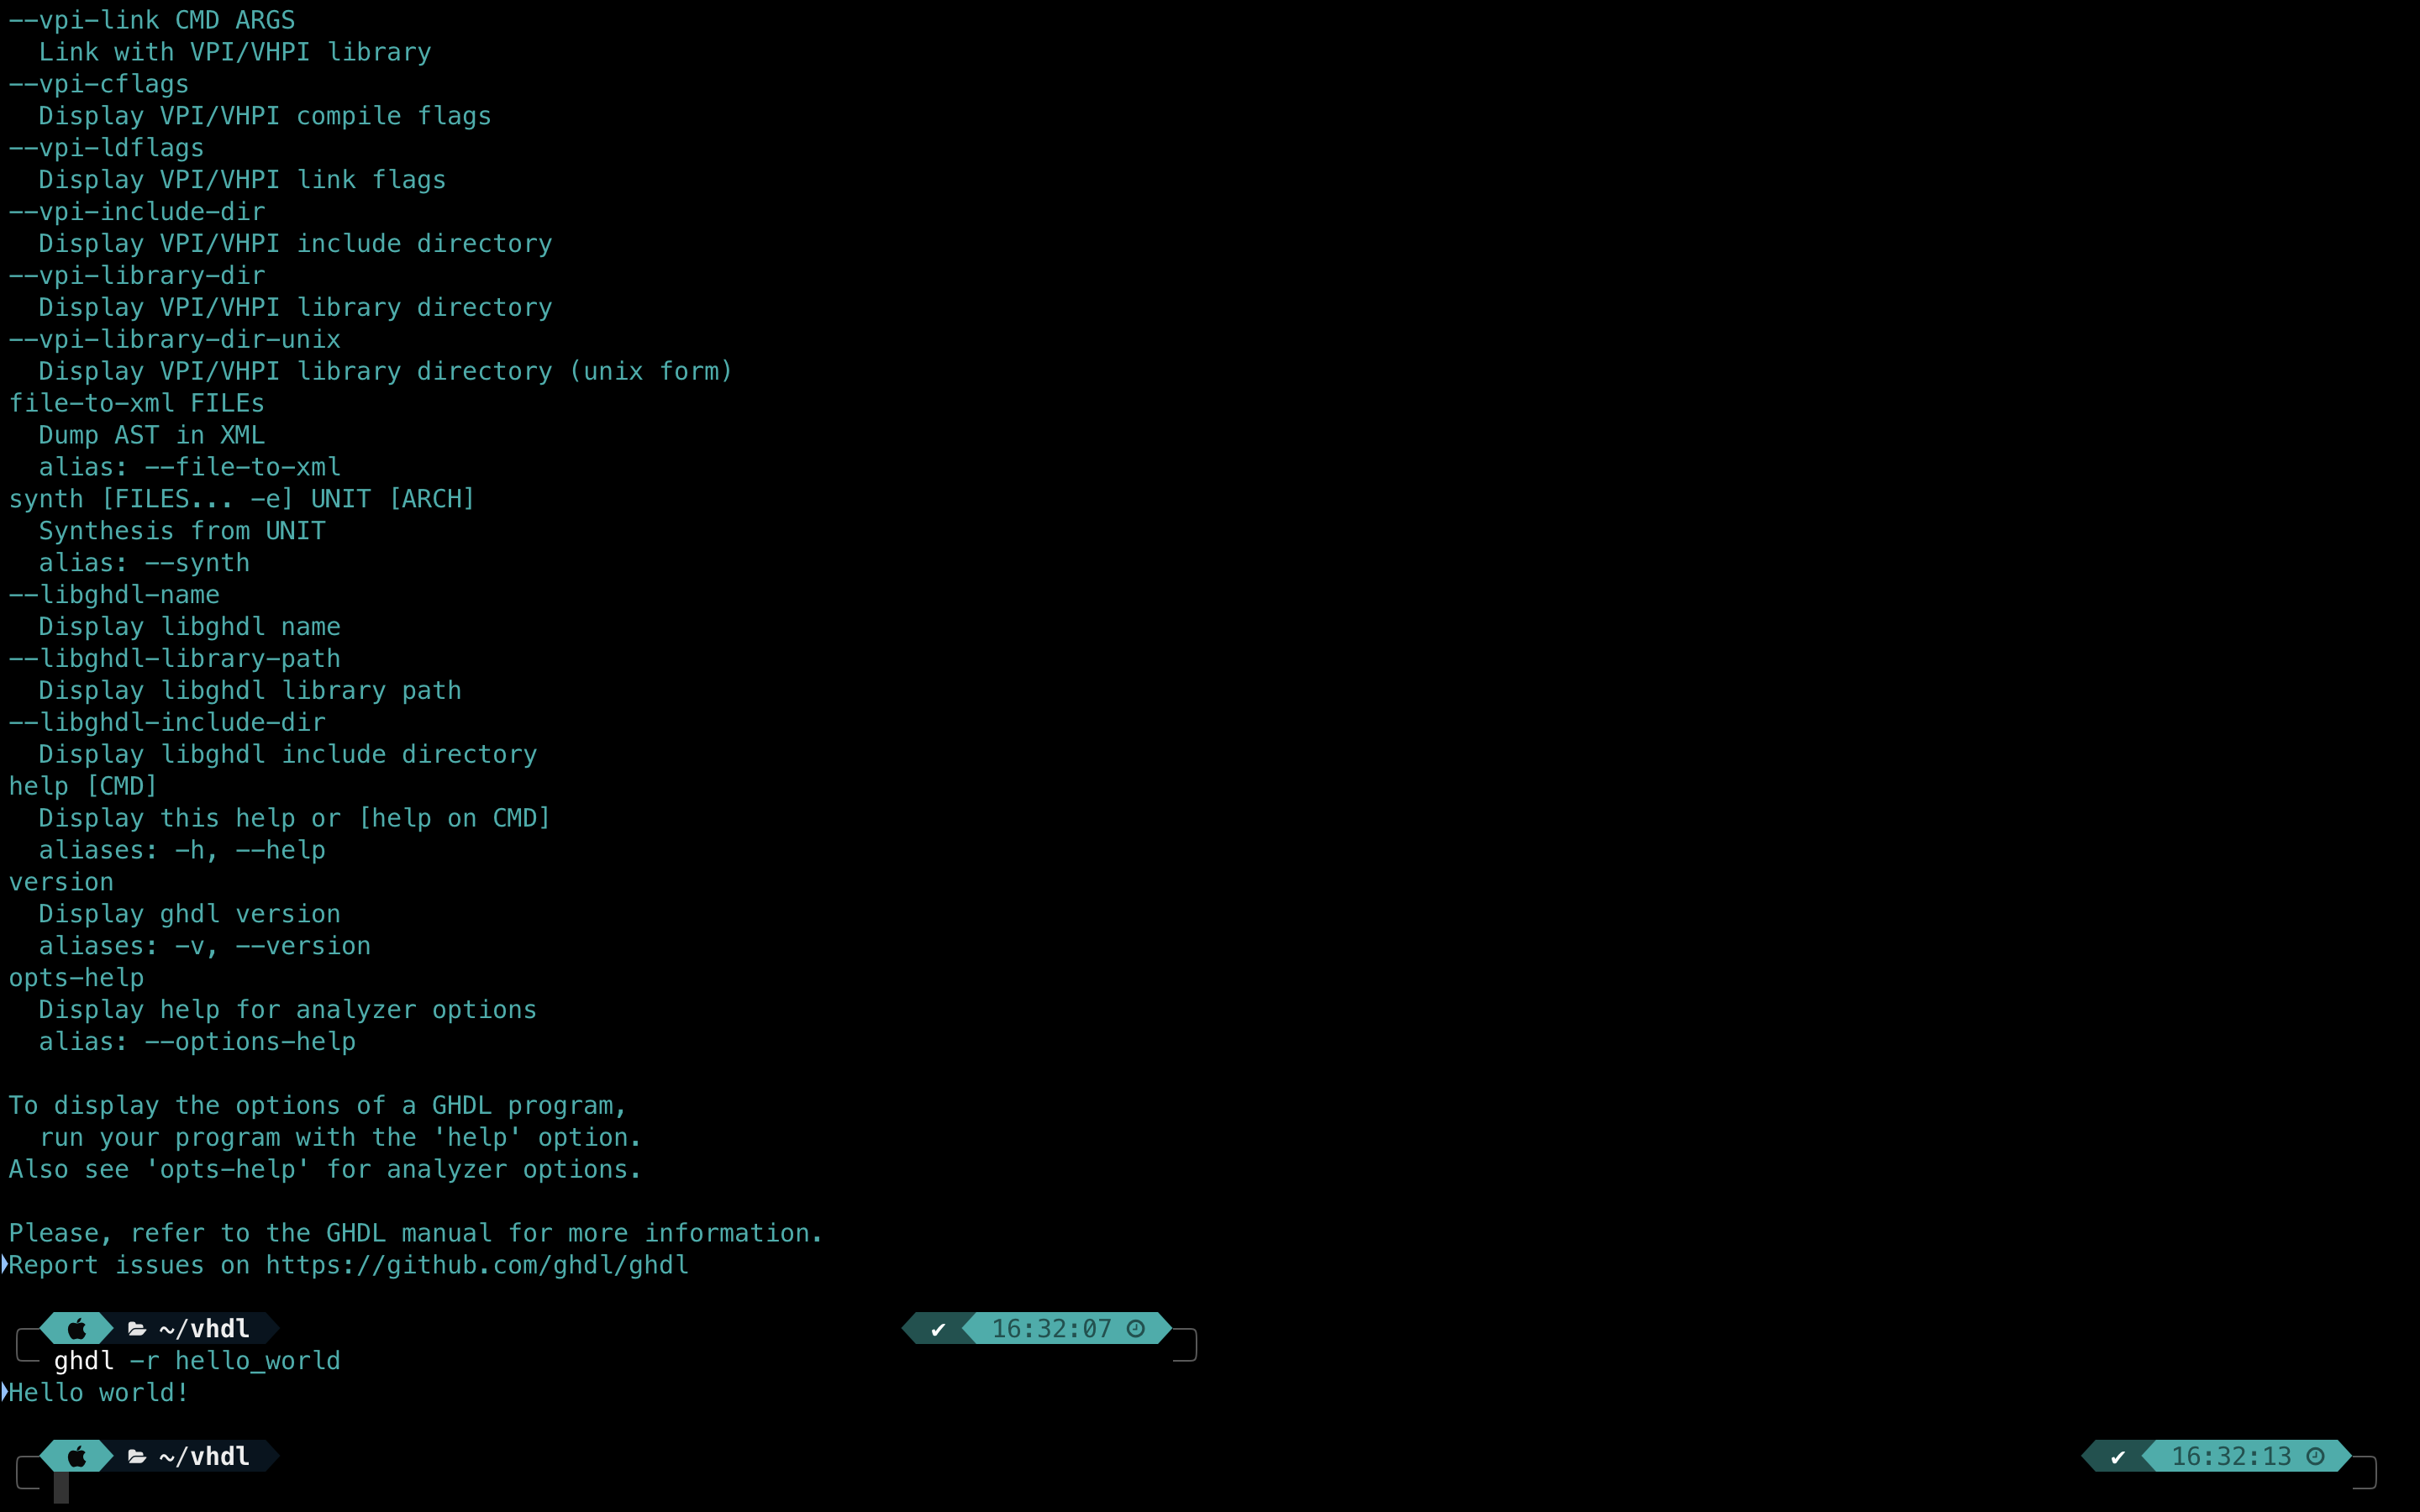 --vpi-link CMD ARGS
Link with VPI/VHPI library
--vpi-cflags
Display VPI/VHPI compile flags
--vpi-ldflags
Display VPI/VHPI link flags
--vpi-include-dir
Display VPI/VHPI include directory
--vpi-library-dir
Display VPI/VHPI library directory
--vpi-library-dir-unix
Display VPI/VHPI library directory (unix form)
file-to-xml FILEs
Dump AST in XML
alias: --file-to-xml
synth [FILES... -e] UNIT [ARCH]
Synthesis from UNIT
alias: --synth
--libghdl-name
Display libghdl name
--libghdl-library-path
Display libghdl library path
--libghdl-include-dir
Display libghdl include directory
help [CMD]
Display this help or [help on CMD]
aliases: -h, --help
version
Display ghdl version
aliases: -v, --version
opts-help
Display help for analyzer options
alias: --options-help
To display the options of a GHDL program,
run your program with the 'help' option.
Also see 'opts-help' for analyzer options.
Please, refer to the GHDL manual for more information.
Report issues on https://github.com/ghdl/ghdl
~/vhdl ✔ 16:32:07
ghdl -r hello_world
Hello world!
~/vhdl ✔ 16:32:13